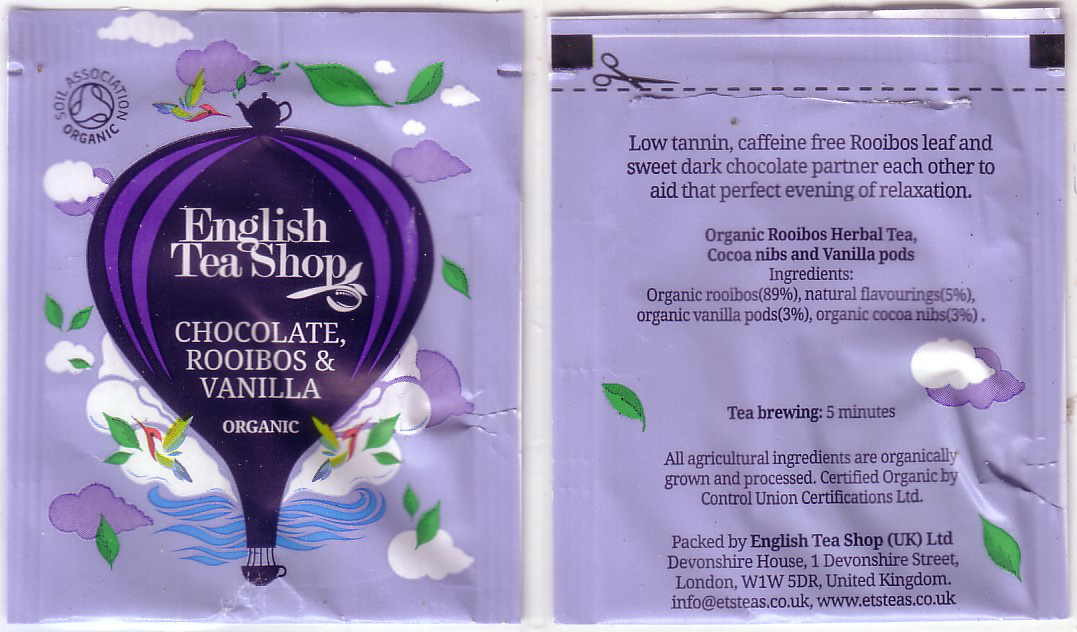 SOIL ASSOCIATION
ORGANIC
English
Tea Shop
CHOCOLATE,
ROOIBOS &
VANILLA
ORGANIC
Low tannin, caffeine free Rooibos leaf and
sweet dark chocolate partner each other to
aid that perfect evening of relaxation.
Organic Rooibos Herbal Tea,
Cocoa nibs and Vanilla pods
Ingredients:
Organic rooibos(89%), natural flavourings(5%),
organic vanilla pods(3%), organic cocoa nibs(3%) .
Tea brewing: 5 minutes
All agricultural ingredients are organically
grown and processed. Certified Organic by
Control Union Certifications Ltd.
Packed by English Tea Shop (UK) Ltd
Devonshire House, 1 Devonshire Street,
London, W1W 5DR, United Kingdom.
info@etsteas.co.uk, www.etsteas.co.uk